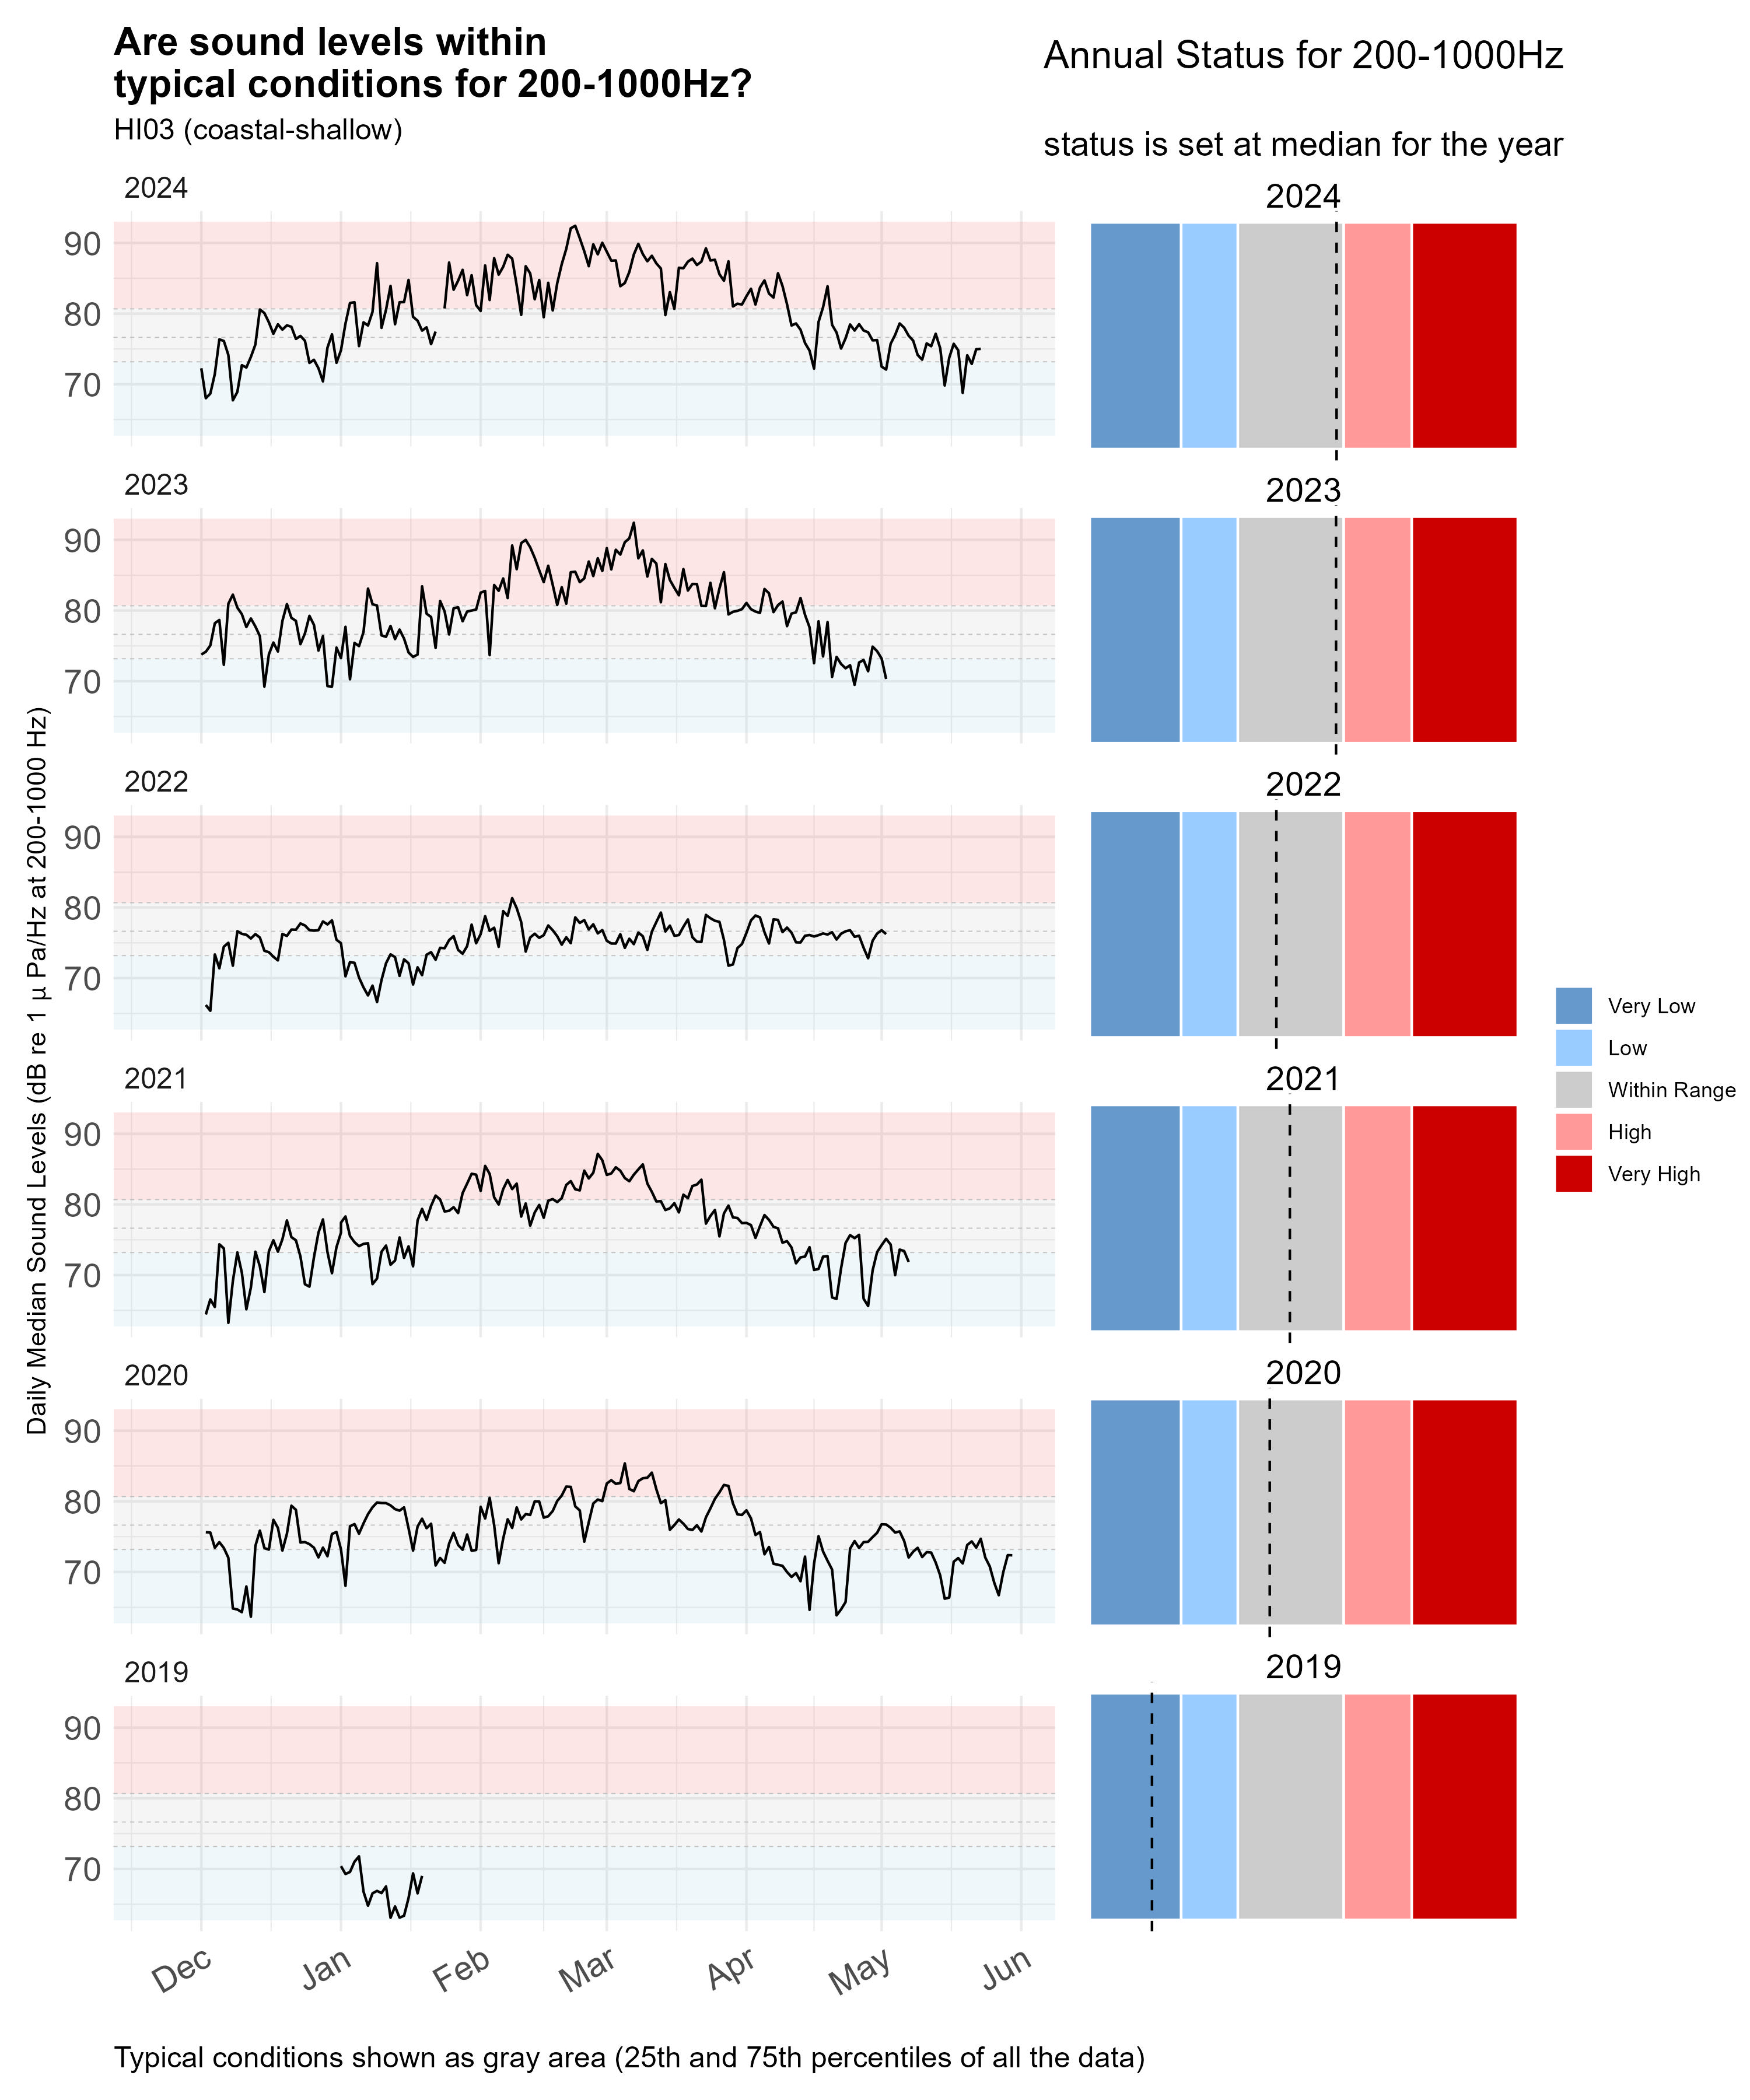 Are sound levels within
typical conditions for 200-1000Hz?
HI03 (coastal-shallow)
Annual Status for 200-1000Hz
status is set at median for the year
Daily Median Sound Levels (dB re 1 µ Pa/Hz at 200-1000 Hz)
2024
90
80
70
2024
2023
90
80
70
2023
2022
90
80
70
2022
2021
90
80
70
2021
2020
90
80
70
2020
2019
90
80
70
2019
Dec
Jan
Feb
Mar
Apr
May
Jun
Very Low
Low
Within Range
High
Very High
Typical conditions shown as gray area (25th and 75th percentiles of all the data)